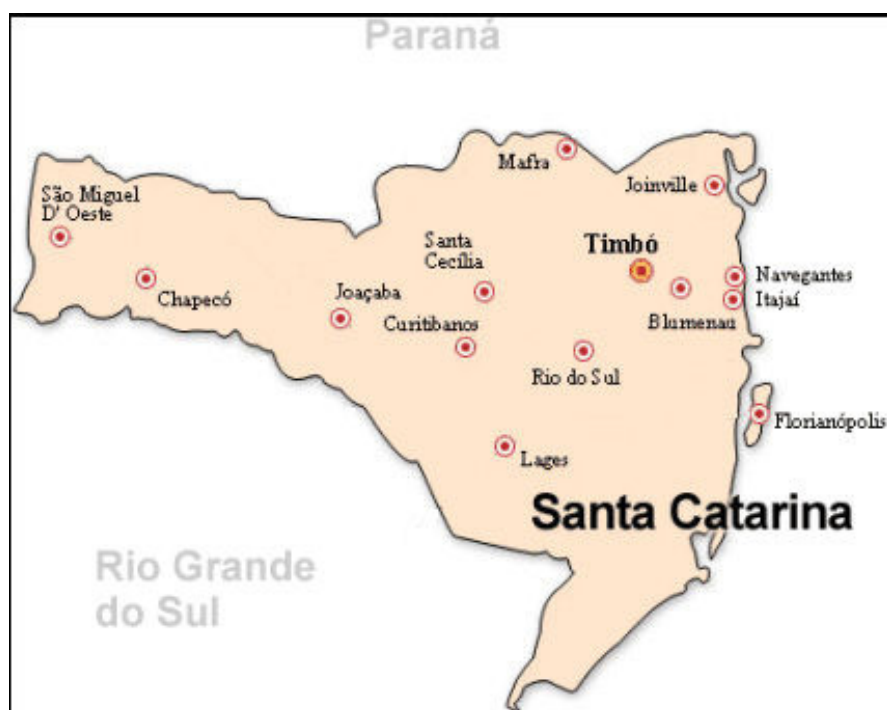 Paraná
Mafra
Joinville
São Miguel
D' Oeste
Santa
Cecília
Timbó
Navegantes
Chapecó
Joaçaba
Itajaí
Curitibanos
Blumenau
Rio do Sul
Florianópolis
Lages
Santa Catarina
Rio Grande
do Sul